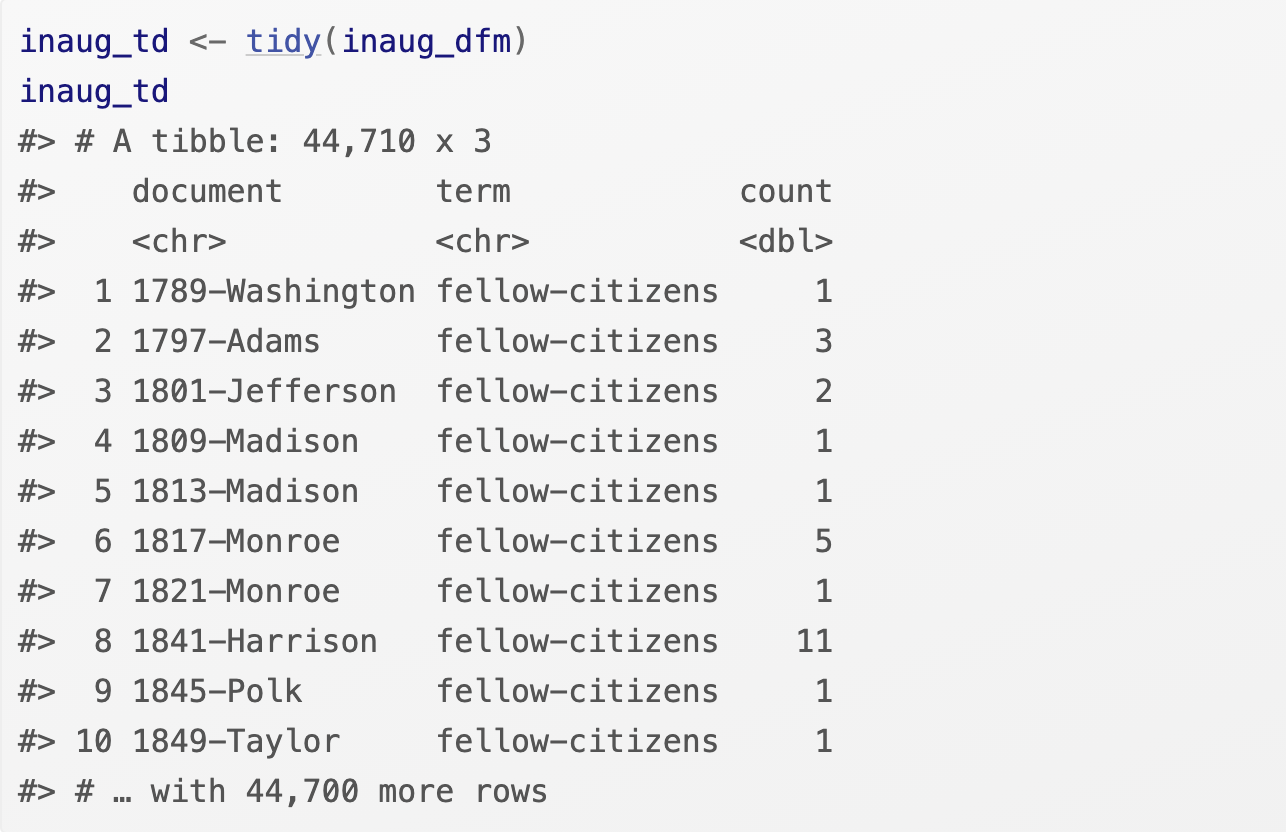 inaug_td <- tidy(inaug_dfm)
inaug_td
#> # A tibble: 44,710 x 3
#>    document        term            count
#>    <chr>           <chr>           <dbl>
#>  1 1789-Washington fellow-citizens     1
#>  2 1797-Adams      fellow-citizens     3
#>  3 1801-Jefferson  fellow-citizens     2
#>  4 1809-Madison    fellow-citizens     1
#>  5 1813-Madison    fellow-citizens     1
#>  6 1817-Monroe     fellow-citizens     5
#>  7 1821-Monroe     fellow-citizens     1
#>  8 1841-Harrison   fellow-citizens    11
#>  9 1845-Polk       fellow-citizens     1
#> 10 1849-Taylor     fellow-citizens     1
#> # … with 44,700 more rows